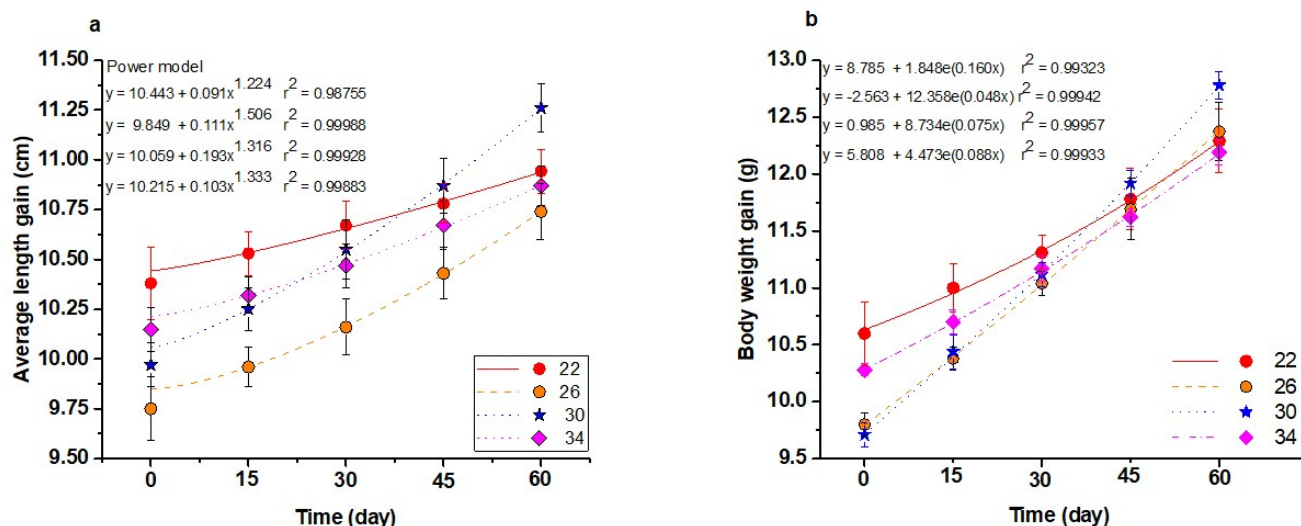 a
Average length gain (cm)
11.50
11.25
11.00
10.75
10.50
10.25
10.00
9.75
9.50
Power model
y = 10.443 + 0.091x^1.224 r^2 = 0.98755
y = 9.849 + 0.111x^1.506 r^2 = 0.99988
y = 10.059 + 0.193x^1.316 r^2 = 0.99928
y = 10.215 + 0.103x^1.333 r^2 = 0.99883
22
26
30
34
0 15 30 45 60
Time (day)
b
Body weight gain (g)
13.0
12.5
12.0
11.5
11.0
10.5
10.0
9.5
y = 8.785 + 1.848e(0.160x) r^2 = 0.99323
y = -2.563 + 12.358e(0.048x) r^2 = 0.99942
y = 0.985 + 8.734e(0.075x) r^2 = 0.99957
y = 5.808 + 4.473e(0.088x) r^2 = 0.99933
22
26
30
34
0 15 30 45 60
Time (day)